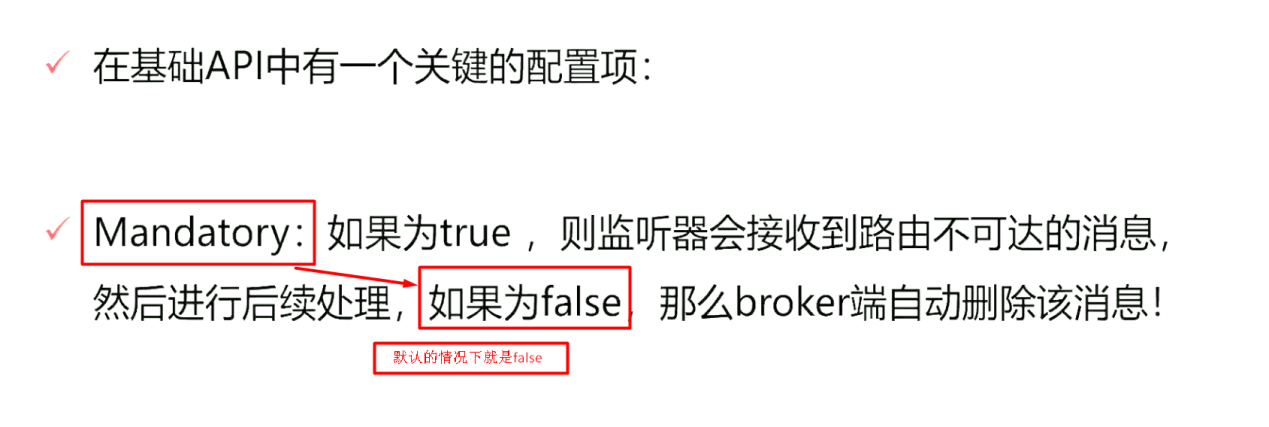 在基础API中有一个关键的配置项：
Mandatory：如果为true ，则监听器会接收到路由不可达的消息，
然后进行后续处理，如果为false，那么broker端自动删除该消息！
默认的情况下就是false